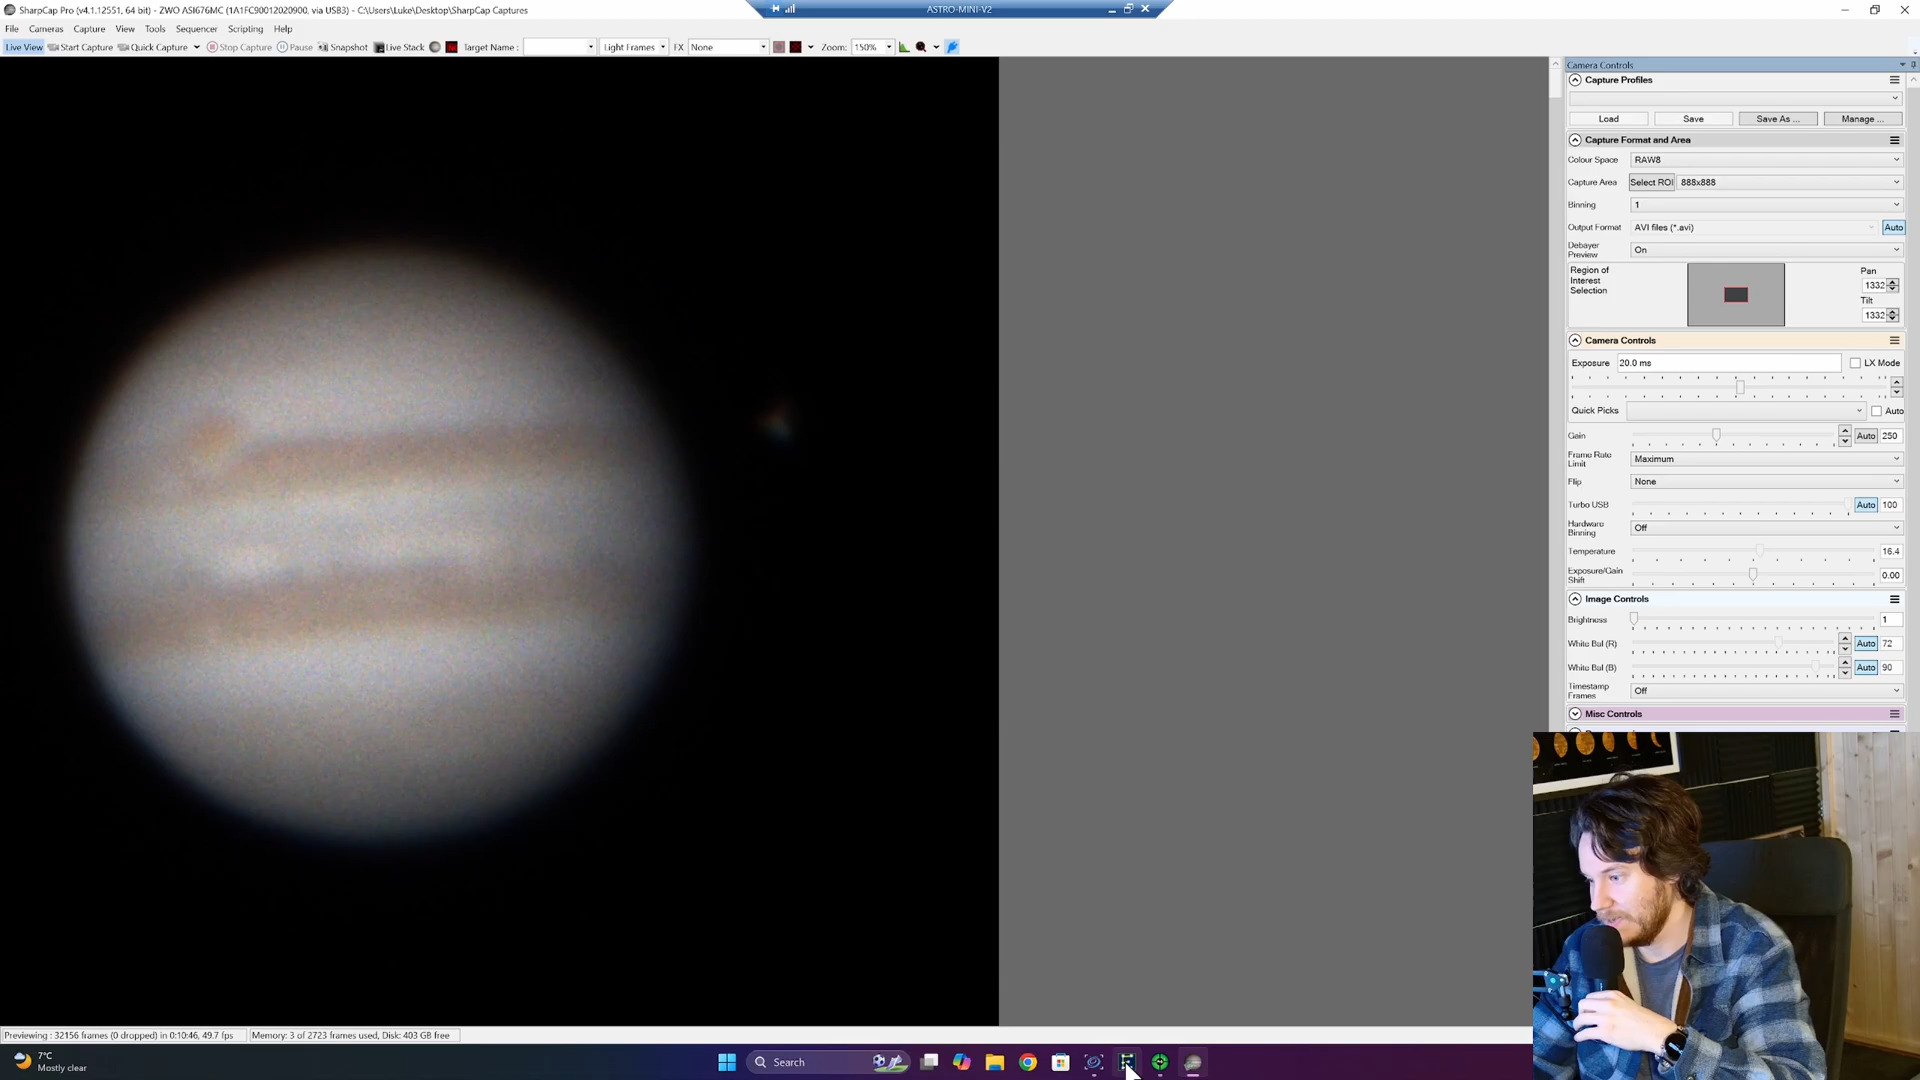 SharpCap Pro (v4.1.12551, 64 bit) - ZWO ASI676MC (1A1FC90012020900, via USB3) - C:\Users\Luke\Desktop\SharpCap Captures
ASTRO-MINI-V2
File Cameras Capture View Tools Sequencer Scripting Help
Live View Start Capture Quick Capture Stop Capture Pause Snapshot Live Stack Target Name : Light Frames FX None Zoom: 150%
Camera Controls
Capture Profiles
Load Save Save As ... Manage ...
Capture Format and Area
Colour Space RAW8
Capture Area Select ROI 888x888
Binning 1
Output Format AVI files (*.avi) Auto
Debayer Preview On
Region of Interest Selection
Pan
1332
Tilt
1332
Camera Controls
Exposure 20.0 ms LX Mode
Quick Picks Auto
Gain Auto 250
Frame Rate Limit Maximum
Flip None
Turbo USB Auto 100
Hardware Binning Off
Temperature 16.4
Exposure/Gain Shift 0.00
Image Controls
Brightness 1
White Bal (R) Auto 72
White Bal (B) Auto 90
Timestamp Frames Off
Misc Controls
Previewing : 32156 frames (0 dropped) in 0:10:46, 49.7 fps Memory: 3 of 2723 frames used, Disk: 403 GB free
7°C
Mostly clear
Search